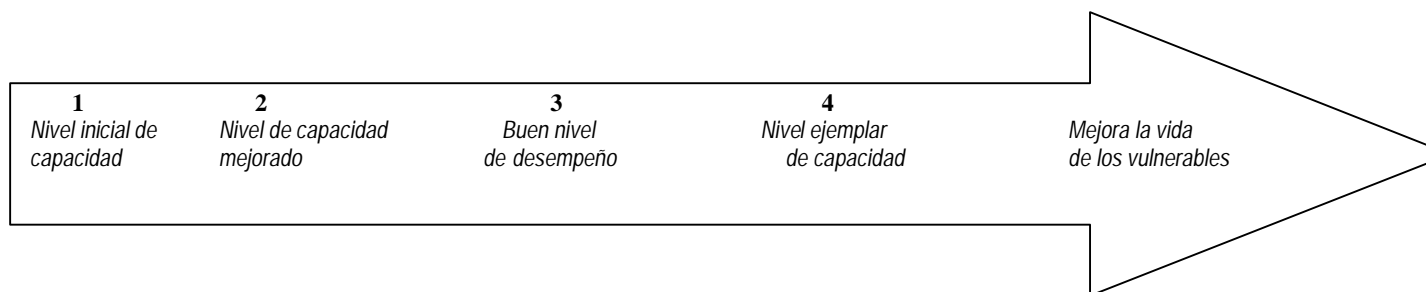 1
Nivel inicial de
capacidad
2
Nivel de capacidad
mejorado
3
Buen nivel
de desempeño
4
Nivel ejemplar
de capacidad
Mejora la vida
de los vulnerables